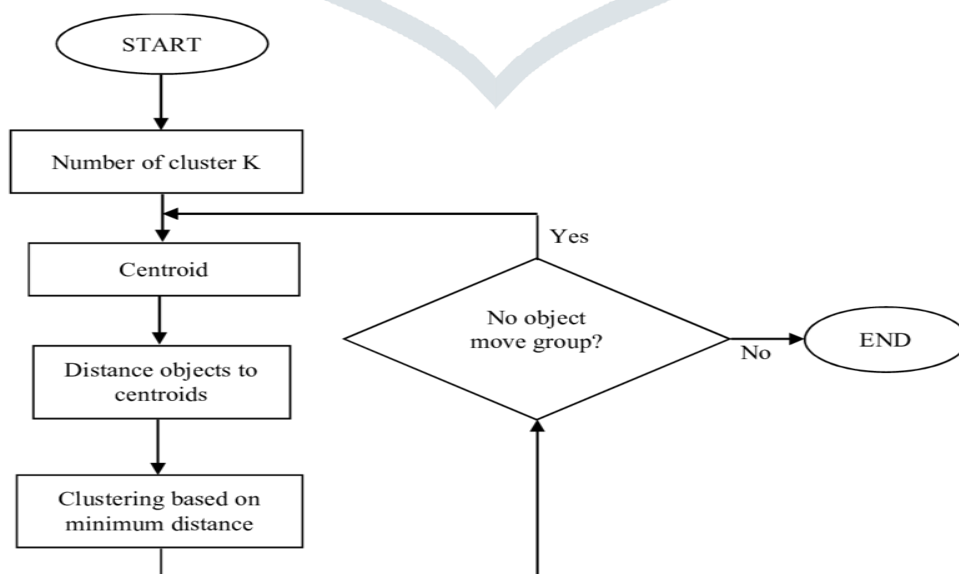 START
Number of cluster K
Centroid
Distance objects to
centroids
Clustering based on
minimum distance
No object
move group?
Yes
No
END